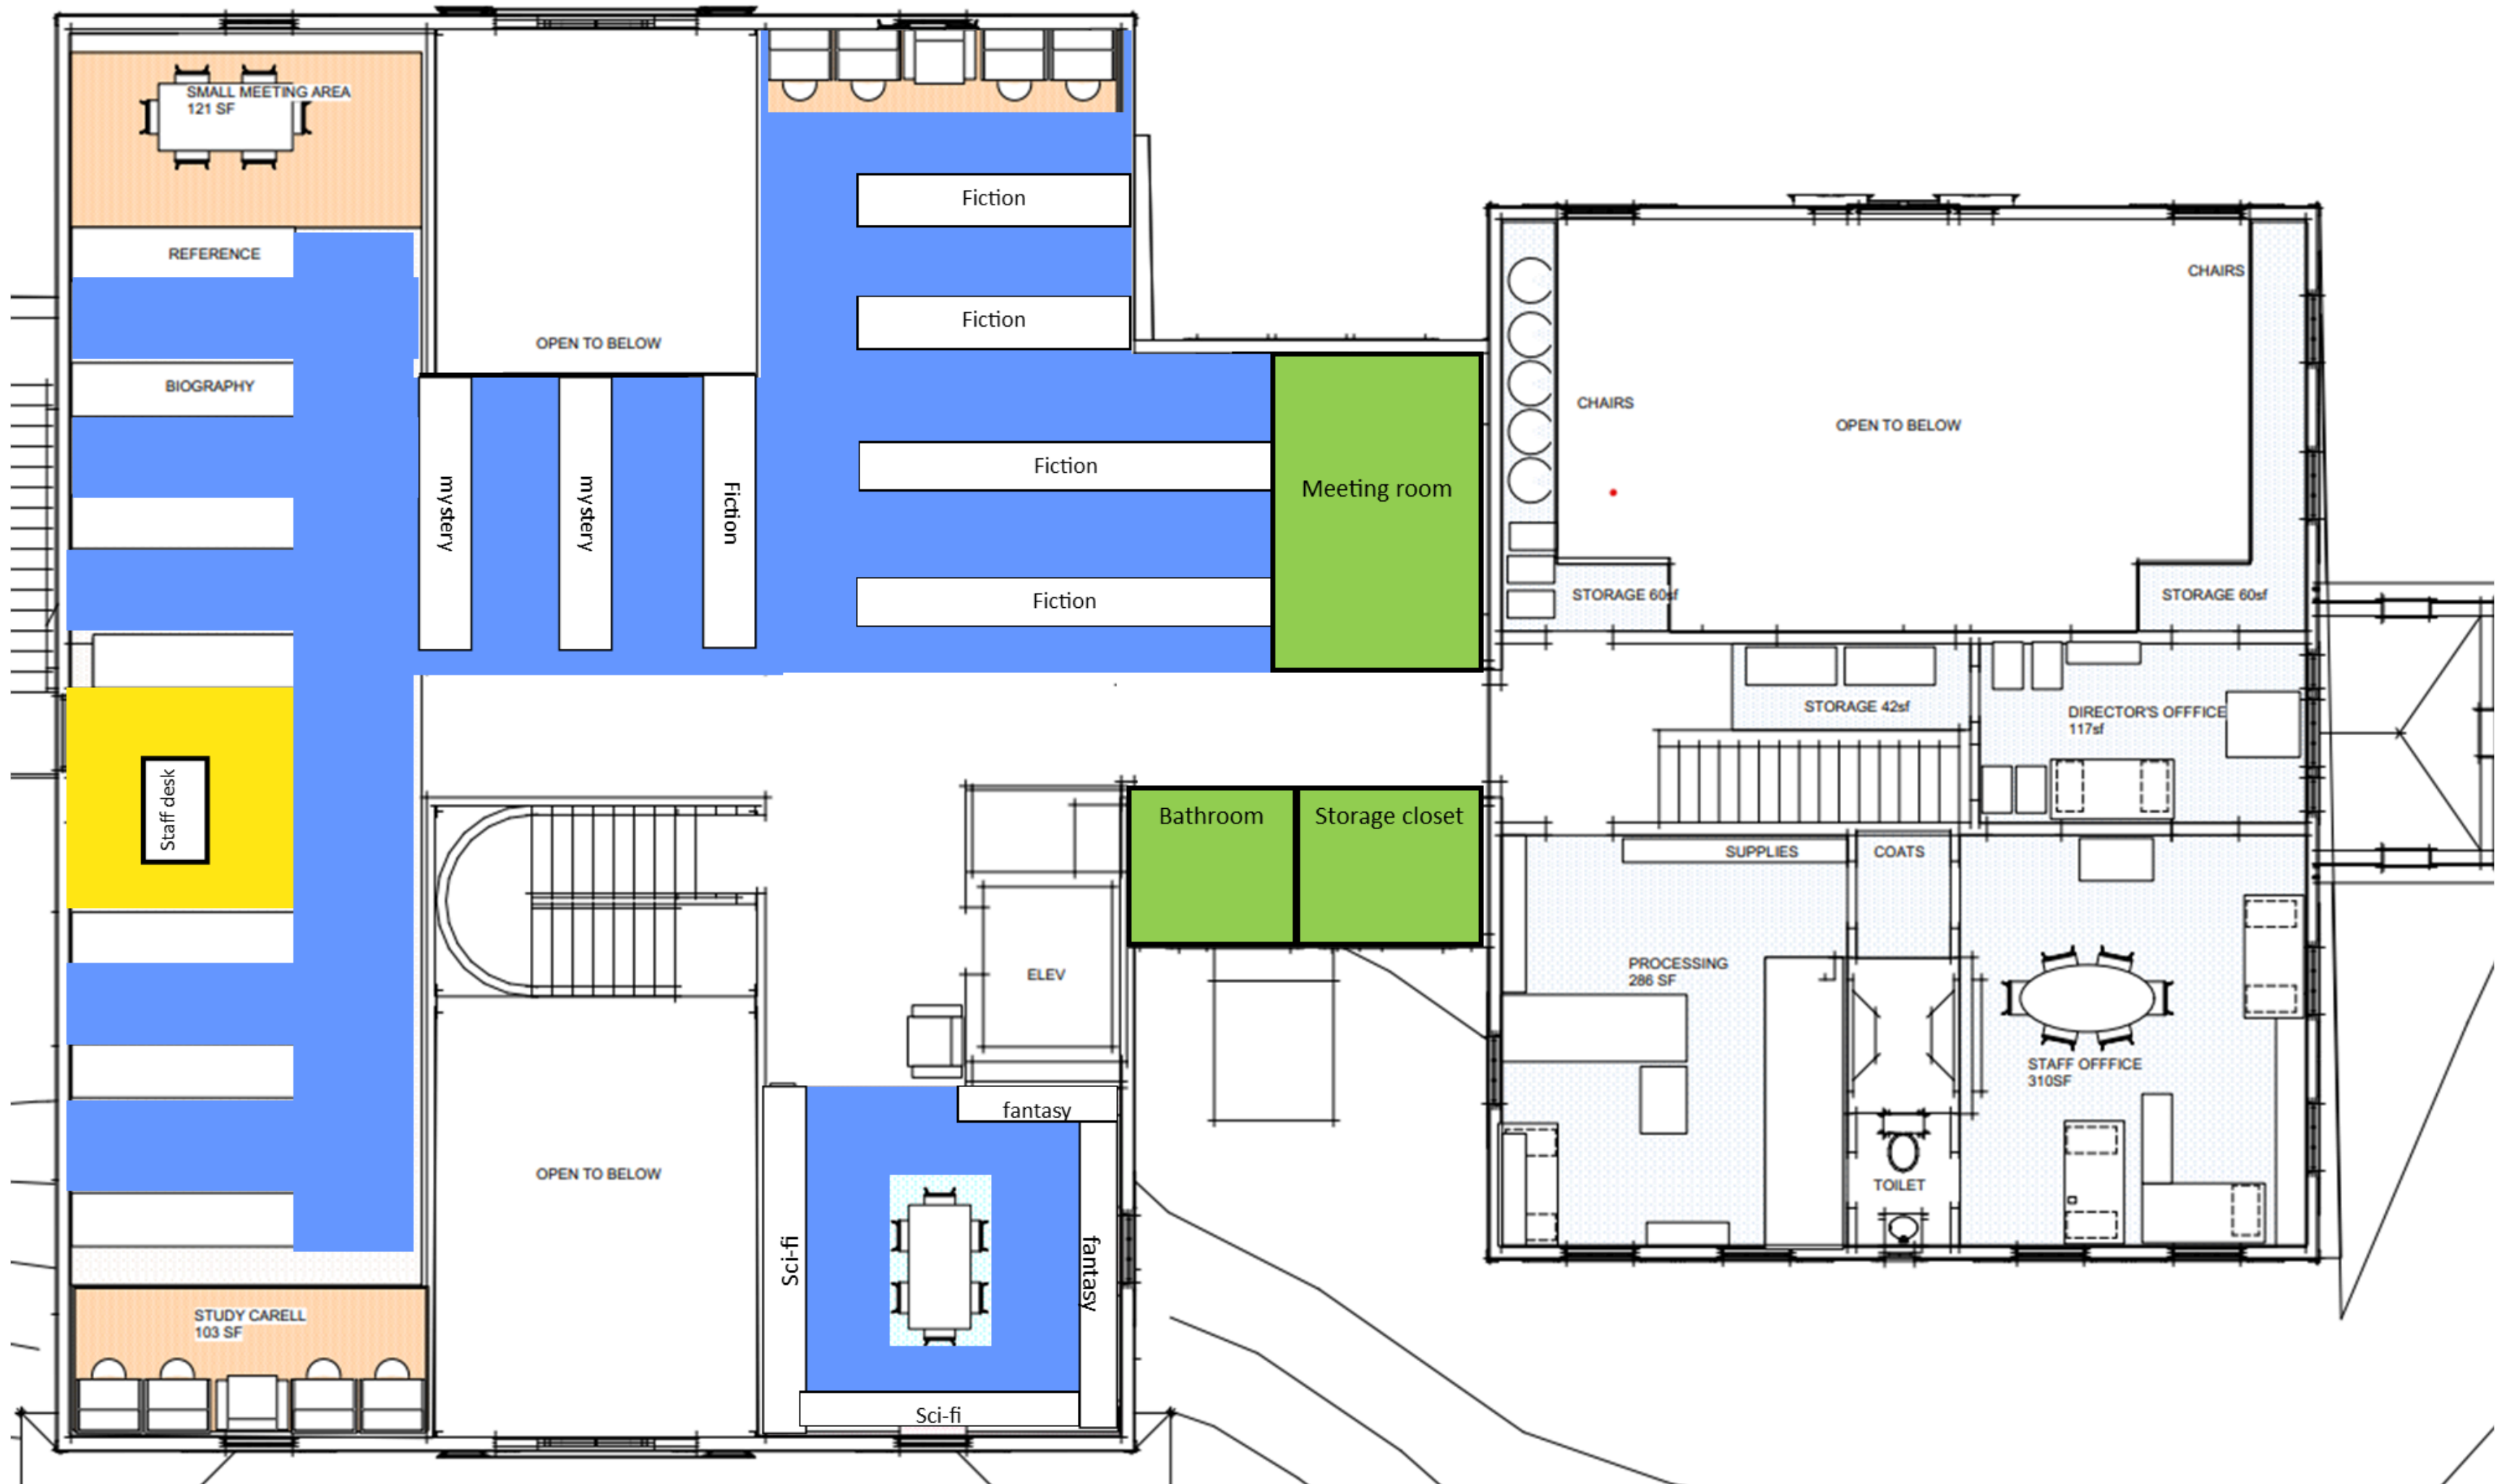 SMALL MEETING AREA
121 SF
REFERENCE
BIOGRAPHY
OPEN TO BELOW
mystery
mystery
Fiction
Fiction
Fiction
Fiction
Fiction
Meeting room
CHAIRS
CHAIRS
OPEN TO BELOW
STORAGE 60sf
STORAGE 60sf
STORAGE 42sf
DIRECTOR'S OFFFICE
117sf
Staff desk
Bathroom
Storage closet
SUPPLIES
COATS
ELEV
PROCESSING
286 SF
STAFF OFFFICE
310SF
TOILET
OPEN TO BELOW
fantasy
Sci-fi
fantasy
Sci-fi
STUDY CARELL
103 SF